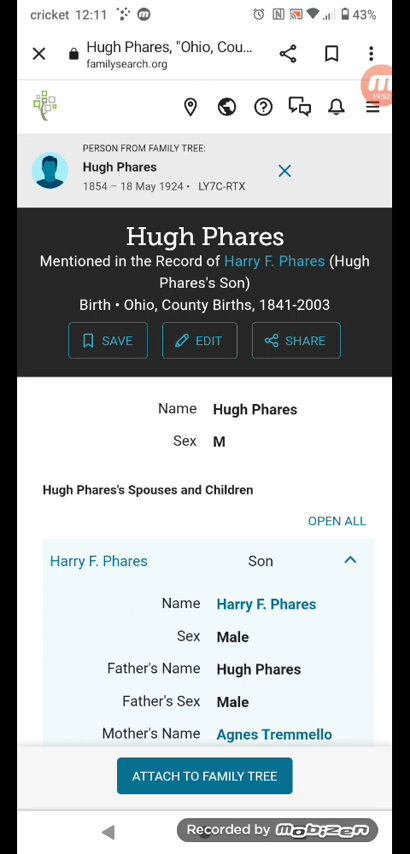 cricket 12:11 43%
Hugh Phares, "Ohio, Cou...
familysearch.org
19:52
PERSON FROM FAMILY TREE:
Hugh Phares
1854 – 18 May 1924 • LY7C-RTX
Hugh Phares
Mentioned in the Record of Harry F. Phares (Hugh
Phares's Son)
Birth • Ohio, County Births, 1841-2003
SAVE EDIT SHARE
Name Hugh Phares
Sex M
Hugh Phares's Spouses and Children
OPEN ALL
Harry F. Phares Son
Name Harry F. Phares
Sex Male
Father's Name Hugh Phares
Father's Sex Male
Mother's Name Agnes Tremmello
ATTACH TO FAMILY TREE
Recorded by mobizen